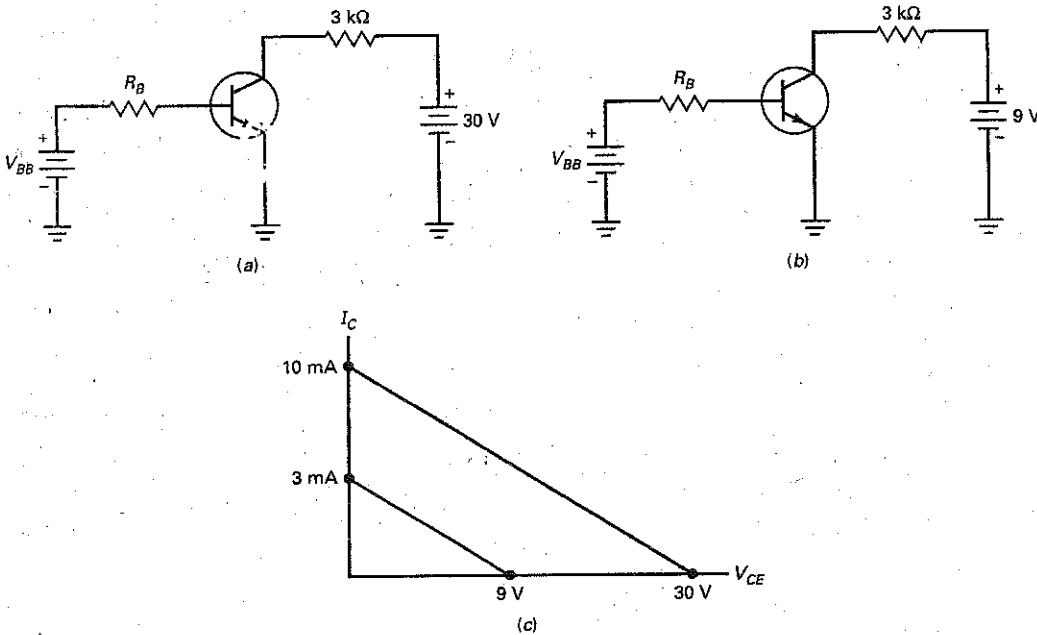 3 kΩ
R_B
+
30 V
−
+
V_BB
−
(a)
3 kΩ
R_B
+
9 V
−
+
V_BB
−
(b)
I_C
10 mA
3 mA
9 V
30 V
V_CE
(c)